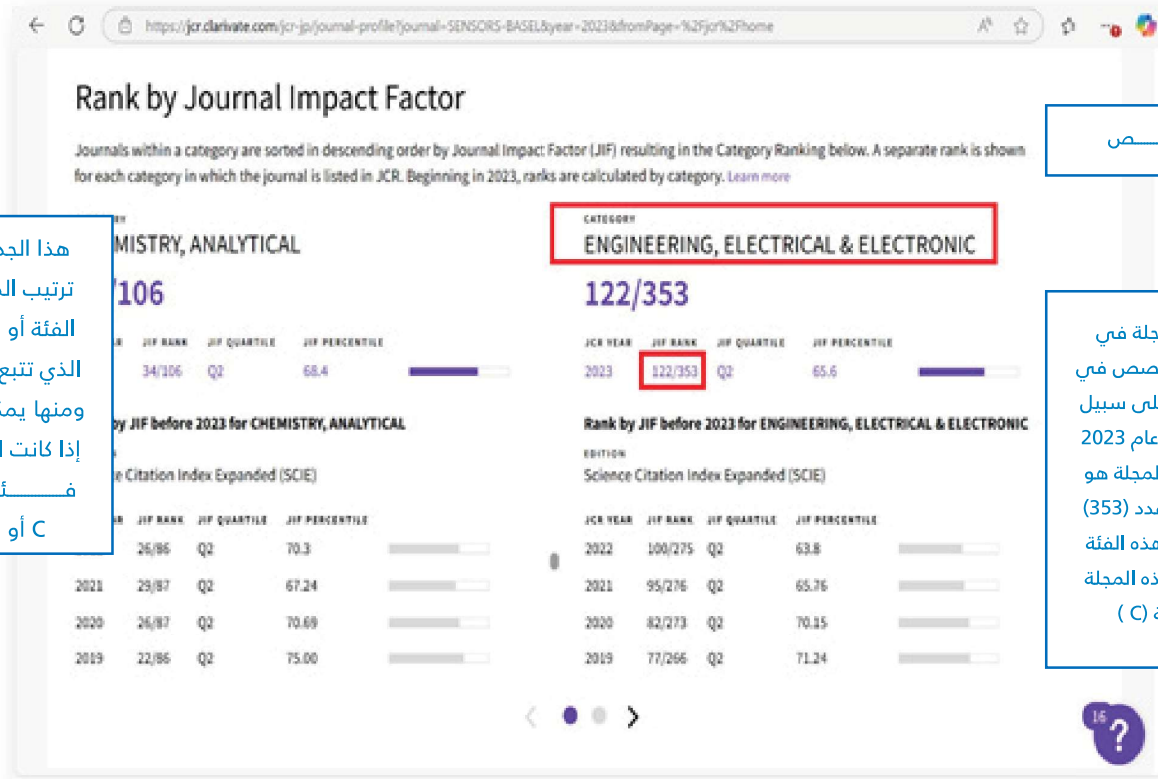 https://jcr.clarivate.com/jcr-jp/journal-profile?journal=SENSORS-BASEL&year=2023&fromPage=%2Fjcr%2Fhome
Rank by Journal Impact Factor
Journals within a category are sorted in descending order by Journal Impact Factor (JIF) resulting in the Category Ranking below. A separate rank is shown
for each category in which the journal is listed in JCR. Beginning in 2023, ranks are calculated by category. Learn more
MISTRY, ANALYTICAL
/106
JIF RANK JIF QUARTILE JIF PERCENTILE
34/106 Q2 68.4
by JIF before 2023 for CHEMISTRY, ANALYTICAL
Citation Index Expanded (SCIE)
JIF RANK JIF QUARTILE JIF PERCENTILE
26/86 Q2 70.3
2021 29/87 Q2 67.24
2020 26/87 Q2 70.69
2019 22/86 Q2 75.00
CATEGORY
ENGINEERING, ELECTRICAL & ELECTRONIC
122/353
JCR YEAR JIF RANK JIF QUARTILE JIF PERCENTILE
2023 122/353 Q2 65.6
Rank by JIF before 2023 for ENGINEERING, ELECTRICAL & ELECTRONIC
EDITION
Science Citation Index Expanded (SCIE)
JCR YEAR JIF RANK JIF QUARTILE JIF PERCENTILE
2022 100/275 Q2 63.8
2021 95/276 Q2 65.76
2020 82/273 Q2 70.15
2019 77/266 Q2 71.24
هذا
ترتيب
الفئة أو
الذي تتبع
ومنها
إذا كانت
C أو
جلة في
صص في
لى سبيل
عام 2023
لمجلة هو
دد (353)
هذه الفئة
ذه المجلة
(C )
16
?